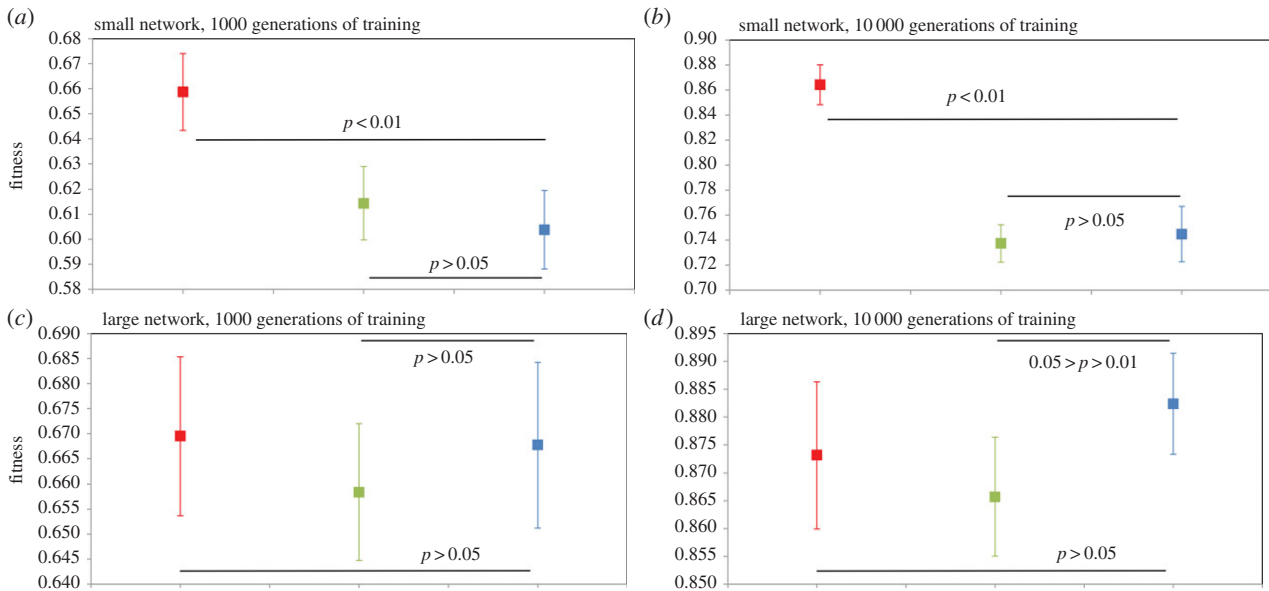 (a)
small network, 1000 generations of training
0.68
0.67
0.66
0.65
0.64
0.63
0.62
0.61
0.60
0.59
0.58
fitness
p < 0.01
p > 0.05
(b)
small network, 10 000 generations of training
0.90
0.88
0.86
0.84
0.82
0.80
0.78
0.76
0.74
0.72
0.70
p < 0.01
p > 0.05
(c)
large network, 1000 generations of training
0.690
0.685
0.680
0.675
0.670
0.665
0.660
0.655
0.650
0.645
0.640
fitness
p > 0.05
p > 0.05
(d)
large network, 10 000 generations of training
0.895
0.890
0.885
0.880
0.875
0.870
0.865
0.860
0.855
0.850
0.05 > p > 0.01
p > 0.05